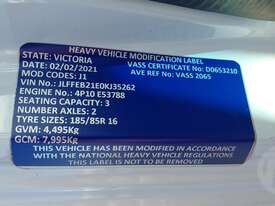 HEAVY VEHICLE MODIFICATION LABEL
STATE: VICTORIA VASS CERTIFICATE No: D0653210
DATE: 02/02/2021 AVE REF No: VASS 2065
MOD CODES: J1
VIN No.: JLFFEB21E0KJ35262
ENGINE No.: 4P10 E53788
SEATING CAPACITY: 3
NUMBER AXLES: 2
TYRE SIZES: 185/85R 16
GVM: 4,495KG
GCM: 7,995KG
THIS VEHICLE HAS BEEN MODIFIED IN ACCORDANCE
WITH THE NATIONAL HEAVY VEHICLE REGULATIONS
THIS LABEL IS NOT TO BE REMOVED